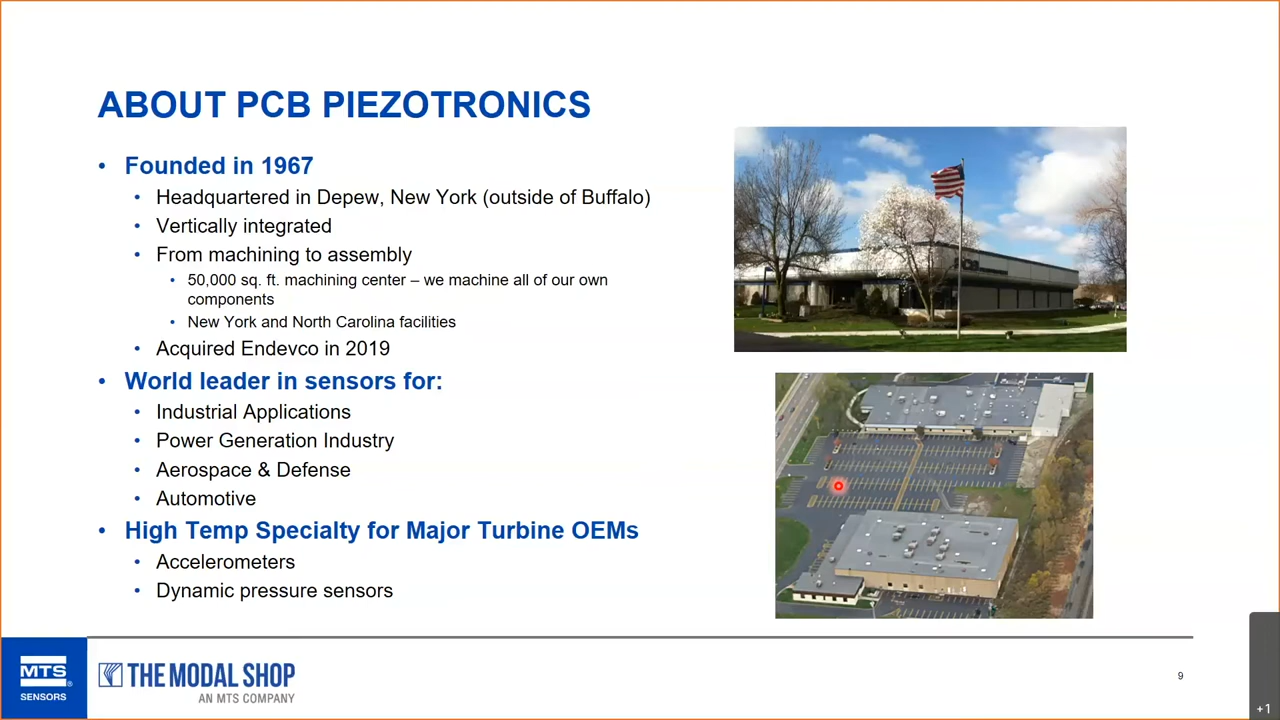 ABOUT PCB PIEZOTRONICS
• Founded in 1967
• Headquartered in Depew, New York (outside of Buffalo)
• Vertically integrated
• From machining to assembly
• 50,000 sq. ft. machining center – we machine all of our own
components
• New York and North Carolina facilities
• Acquired Endevco in 2019
• World leader in sensors for:
• Industrial Applications
• Power Generation Industry
• Aerospace & Defense
• Automotive
• High Temp Specialty for Major Turbine OEMs
• Accelerometers
• Dynamic pressure sensors
PCB
MTS®
SENSORS
THE MODAL SHOP
AN MTS COMPANY
9
+1